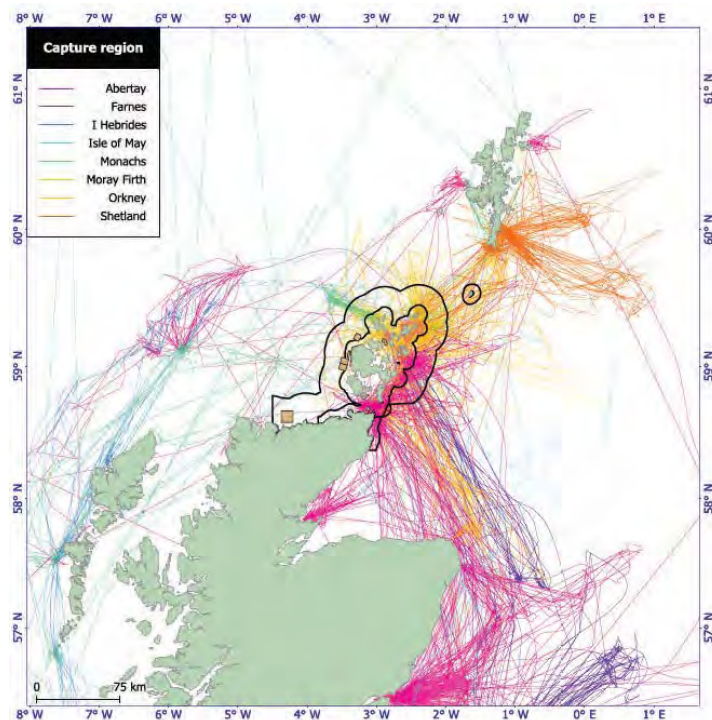 8° W 7° W 6° W 5° W 4° W 3° W 2° W 1° W 0° E 1° E
Capture region
Abertay
Farnes
I Hebrides
Isle of May
Monachs
Moray Firth
Orkney
Shetland
61° N 61° N
60° N 60° N
59° N 59° N
58° N 58° N
57° N 57° N
0 75 km
8° W 7° W 6° W 5° W 4° W 3° W 2° W 1° W 0° E 1° E